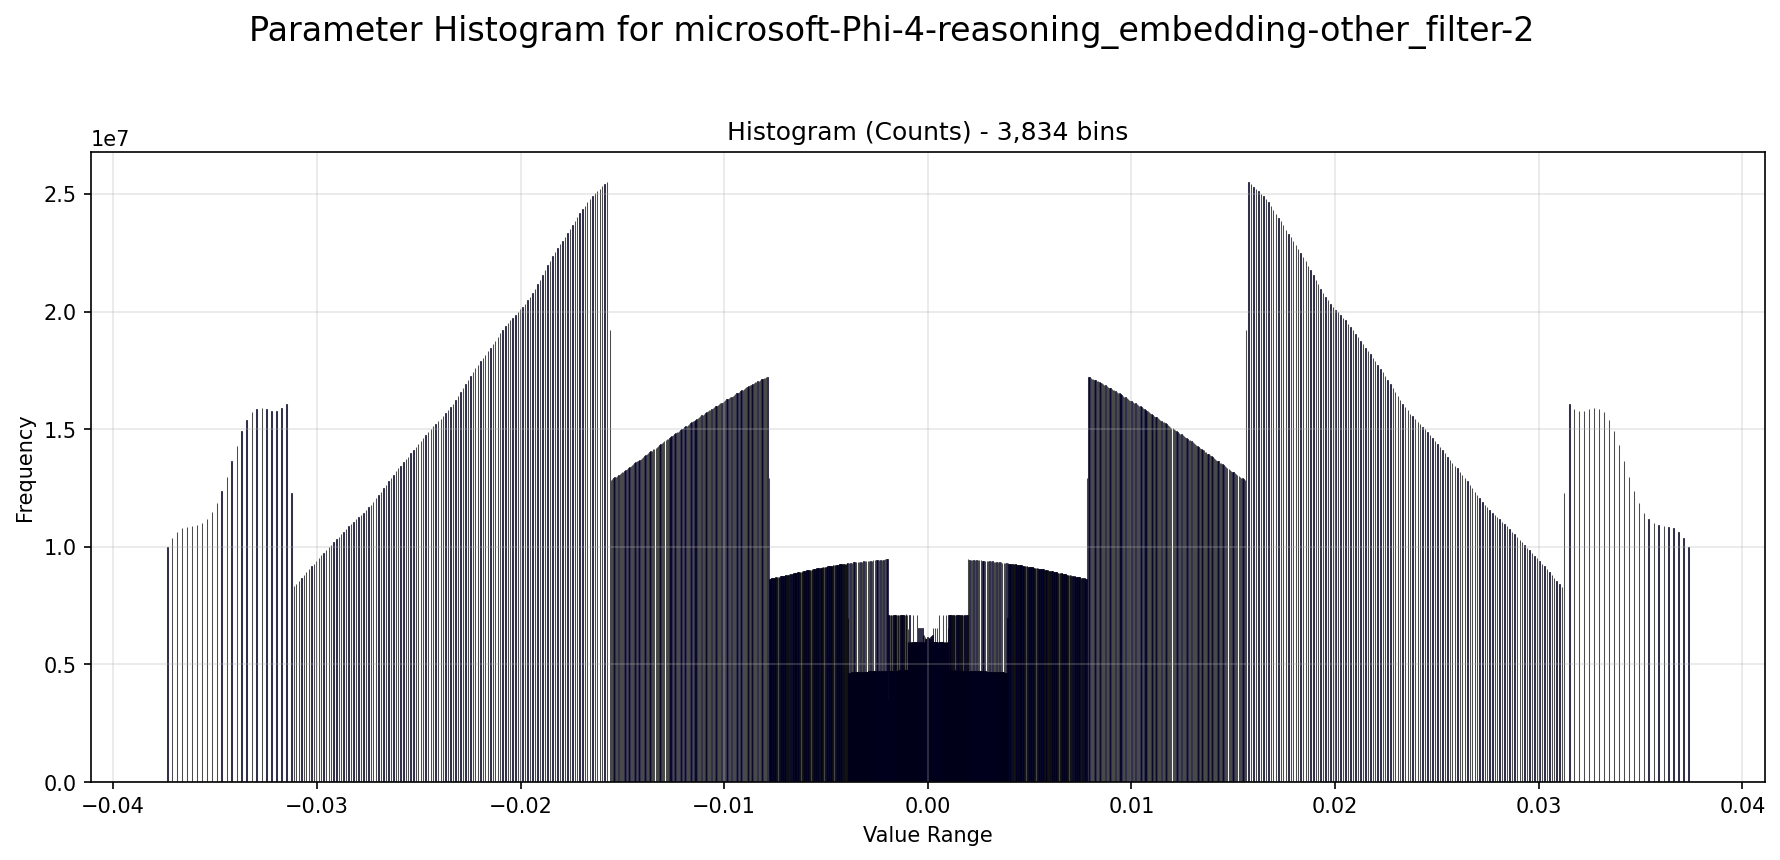 Parameter Histogram for microsoft-Phi-4-reasoning_embedding-other_filter-2
Histogram (Counts) - 3,834 bins
1e7
2.5
2.0
1.5
1.0
0.5
0.0
Frequency
−0.04 −0.03 −0.02 −0.01 0.00 0.01 0.02 0.03 0.04
Value Range